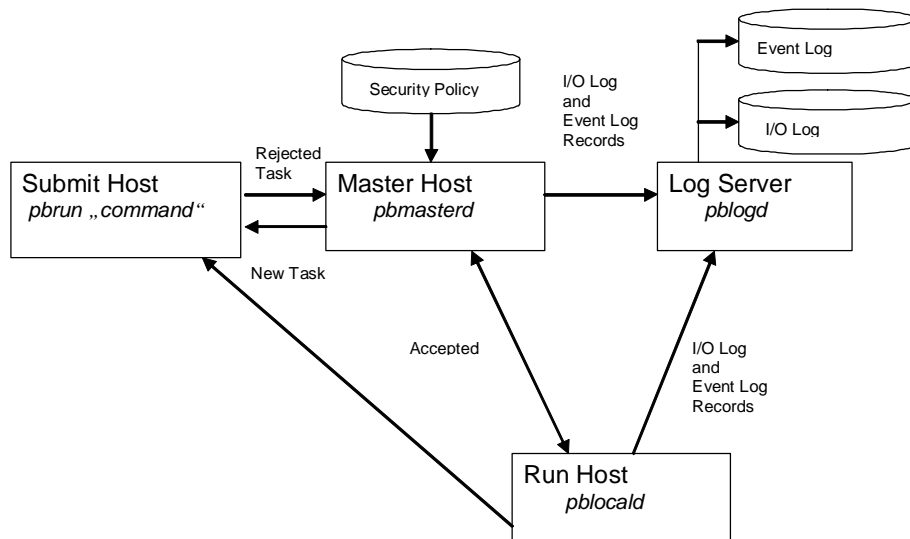 Event Log
Security Policy
I/O Log
and
Event Log
Records
I/O Log
Rejected
Task
Submit Host
pbrun „command“
Master Host
pbmasterd
Log Server
pblogd
New Task
Accepted
I/O Log
and
Event Log
Records
Run Host
pblocald